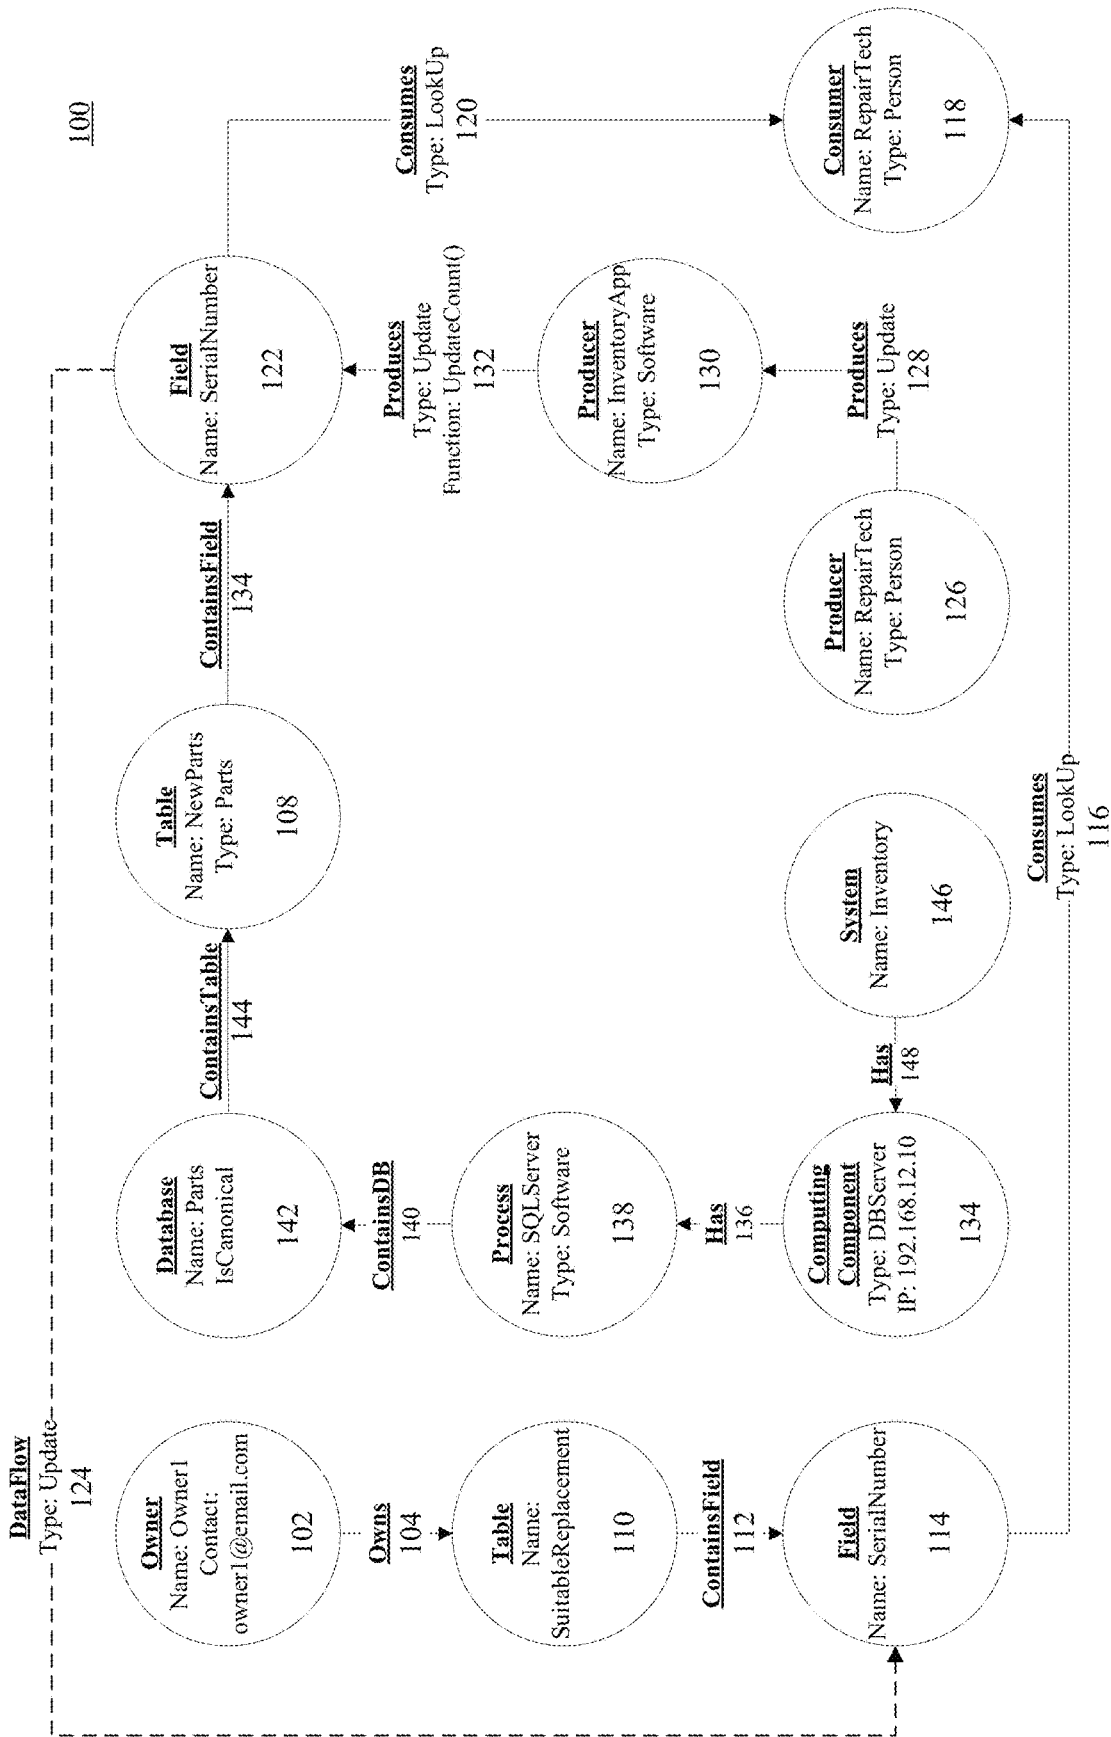 100
DataFlow
Type: Update
124
Owner
Name: Owner1
Contact:
owner1@email.com
102
Owns
104
Table
Name:
SuitableReplacement
110
ContainsField
112
Field
Name: SerialNumber
114
Database
Name: Parts
IsCanonical
142
ContainsDB
140
Process
Name: SQLServer
Type: Software
138
Has
136
Computing
Component
Type: DBServer
IP: 192.168.12.10
134
ContainsTable
144
Table
Name: NewParts
Type: Parts
108
Has
148
System
Name: Inventory
146
ContainsField
134
Field
Name: SerialNumber
122
Produces
Type: Update
Function: UpdateCount()
132
Producer
Name: InventoryApp
Type: Software
130
Produces
Type: Update
128
Producer
Name: RepairTech
Type: Person
126
Consumes
Type: LookUp
120
Consumer
Name: RepairTech
Type: Person
118
Consumes
Type: LookUp
116